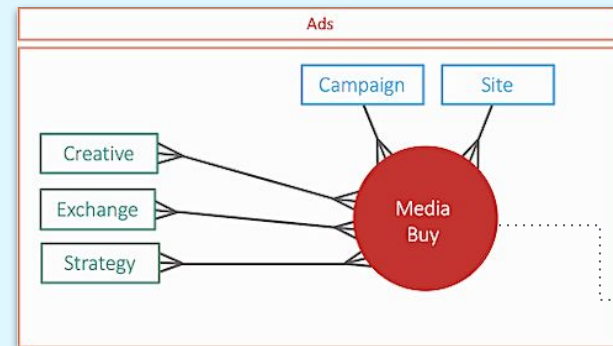 Ads
Campaign
Site
Creative
Exchange
Strategy
Media
Buy